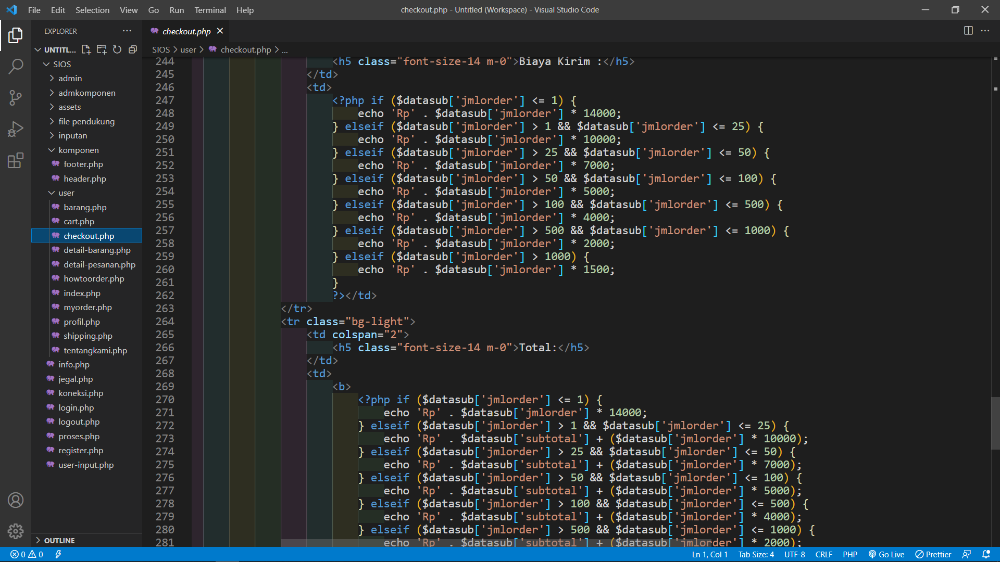 File Edit Selection View Go Run Terminal Help
checkout.php - Untitled (Workspace) - Visual Studio Code
EXPLORER
UNTITL...
SIOS
admin
admkomponen
assets
file pendukung
inputan
komponen
footer.php
header.php
user
barang.php
cart.php
checkout.php
detail-barang.php
detail-pesanan.php
howtoorder.php
index.php
myorder.php
profil.php
shipping.php
tentangkami.php
info.php
jegal.php
koneksi.php
login.php
logout.php
proses.php
register.php
user-input.php
OUTLINE
checkout.php
SIOS > user > checkout.php > ...
244 <h5 class="font-size-14 m-0">Biaya Kirim :</h5>
245 </td>
246 <td>
247 <?php if ($datasub['jmlorder'] <= 1) {
248 echo 'Rp' . $datasub['jmlorder'] * 14000;
249 } elseif ($datasub['jmlorder'] > 1 && $datasub['jmlorder'] <= 25) {
250 echo 'Rp' . $datasub['jmlorder'] * 10000;
251 } elseif ($datasub['jmlorder'] > 25 && $datasub['jmlorder'] <= 50) {
252 echo 'Rp' . $datasub['jmlorder'] * 7000;
253 } elseif ($datasub['jmlorder'] > 50 && $datasub['jmlorder'] <= 100) {
254 echo 'Rp' . $datasub['jmlorder'] * 5000;
255 } elseif ($datasub['jmlorder'] > 100 && $datasub['jmlorder'] <= 500) {
256 echo 'Rp' . $datasub['jmlorder'] * 4000;
257 } elseif ($datasub['jmlorder'] > 500 && $datasub['jmlorder'] <= 1000) {
258 echo 'Rp' . $datasub['jmlorder'] * 2000;
259 } elseif ($datasub['jmlorder'] > 1000) {
260 echo 'Rp' . $datasub['jmlorder'] * 1500;
261 }
262 ?></td>
263 </tr>
264 <tr class="bg-light">
265 <td colspan="2">
266 <h5 class="font-size-14 m-0">Total:</h5>
267 </td>
268 <td>
269 <b>
270 <?php if ($datasub['jmlorder'] <= 1) {
271 echo 'Rp' . $datasub['jmlorder'] * 14000;
272 } elseif ($datasub['jmlorder'] > 1 && $datasub['jmlorder'] <= 25) {
273 echo 'Rp' . $datasub['subtotal'] + ($datasub['jmlorder'] * 10000);
274 } elseif ($datasub['jmlorder'] > 25 && $datasub['jmlorder'] <= 50) {
275 echo 'Rp' . $datasub['subtotal'] + ($datasub['jmlorder'] * 7000);
276 } elseif ($datasub['jmlorder'] > 50 && $datasub['jmlorder'] <= 100) {
277 echo 'Rp' . $datasub['subtotal'] + ($datasub['jmlorder'] * 5000);
278 } elseif ($datasub['jmlorder'] > 100 && $datasub['jmlorder'] <= 500) {
279 echo 'Rp' . $datasub['subtotal'] + ($datasub['jmlorder'] * 4000);
280 } elseif ($datasub['jmlorder'] > 500 && $datasub['jmlorder'] <= 1000) {
281 echo 'Rp' . $datasub['subtotal'] + ($datasub['jmlorder'] * 2000);
0 0 Ln 1, Col 1 Tab Size: 4 UTF-8 CRLF PHP Go Live Prettier